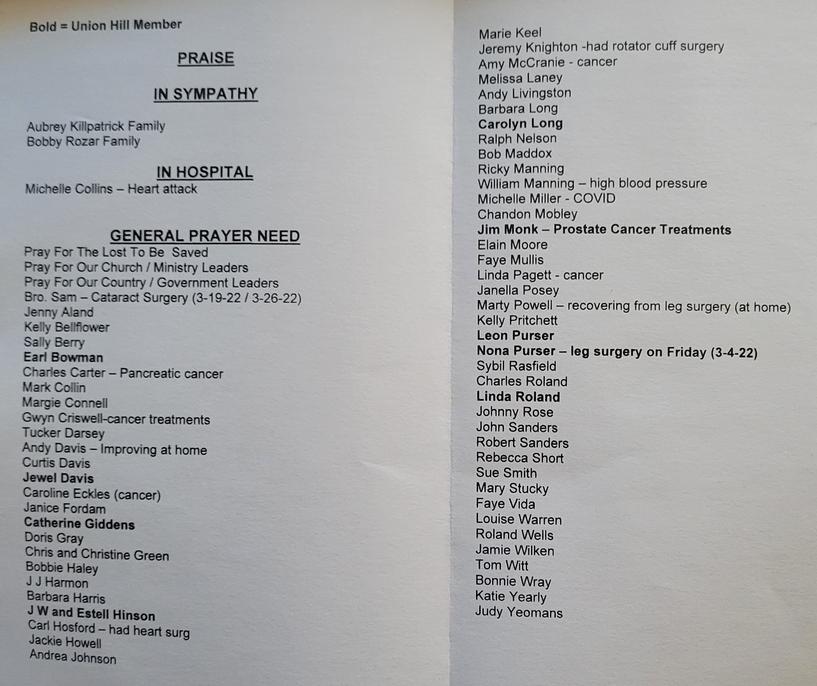 Bold = Union Hill Member
PRAISE
IN SYMPATHY
Aubrey Killpatrick Family
Bobby Rozar Family
IN HOSPITAL
Michelle Collins – Heart attack
GENERAL PRAYER NEED
Pray For The Lost To Be Saved
Pray For Our Church / Ministry Leaders
Pray For Our Country / Government Leaders
Bro. Sam – Cataract Surgery (3-19-22 / 3-26-22)
Jenny Aland
Kelly Bellflower
Sally Berry
Earl Bowman
Charles Carter – Pancreatic cancer
Mark Collin
Margie Connell
Gwyn Criswell-cancer treatments
Tucker Darsey
Andy Davis – Improving at home
Curtis Davis
Jewel Davis
Caroline Eckles (cancer)
Janice Fordam
Catherine Giddens
Doris Gray
Chris and Christine Green
Bobbie Haley
J J Harmon
Barbara Harris
J W and Estell Hinson
Carl Hosford – had heart surg
Jackie Howell
Andrea Johnson
Marie Keel
Jeremy Knighton -had rotator cuff surgery
Amy McCranie - cancer
Melissa Laney
Andy Livingston
Barbara Long
Carolyn Long
Ralph Nelson
Bob Maddox
Ricky Manning
William Manning – high blood pressure
Michelle Miller - COVID
Chandon Mobley
Jim Monk – Prostate Cancer Treatments
Elain Moore
Faye Mullis
Linda Pagett - cancer
Janella Posey
Marty Powell – recovering from leg surgery (at home)
Kelly Pritchett
Leon Purser
Nona Purser – leg surgery on Friday (3-4-22)
Sybil Rasfield
Charles Roland
Linda Roland
Johnny Rose
John Sanders
Robert Sanders
Rebecca Short
Sue Smith
Mary Stucky
Faye Vida
Louise Warren
Roland Wells
Jamie Wilken
Tom Witt
Bonnie Wray
Katie Yearly
Judy Yeomans